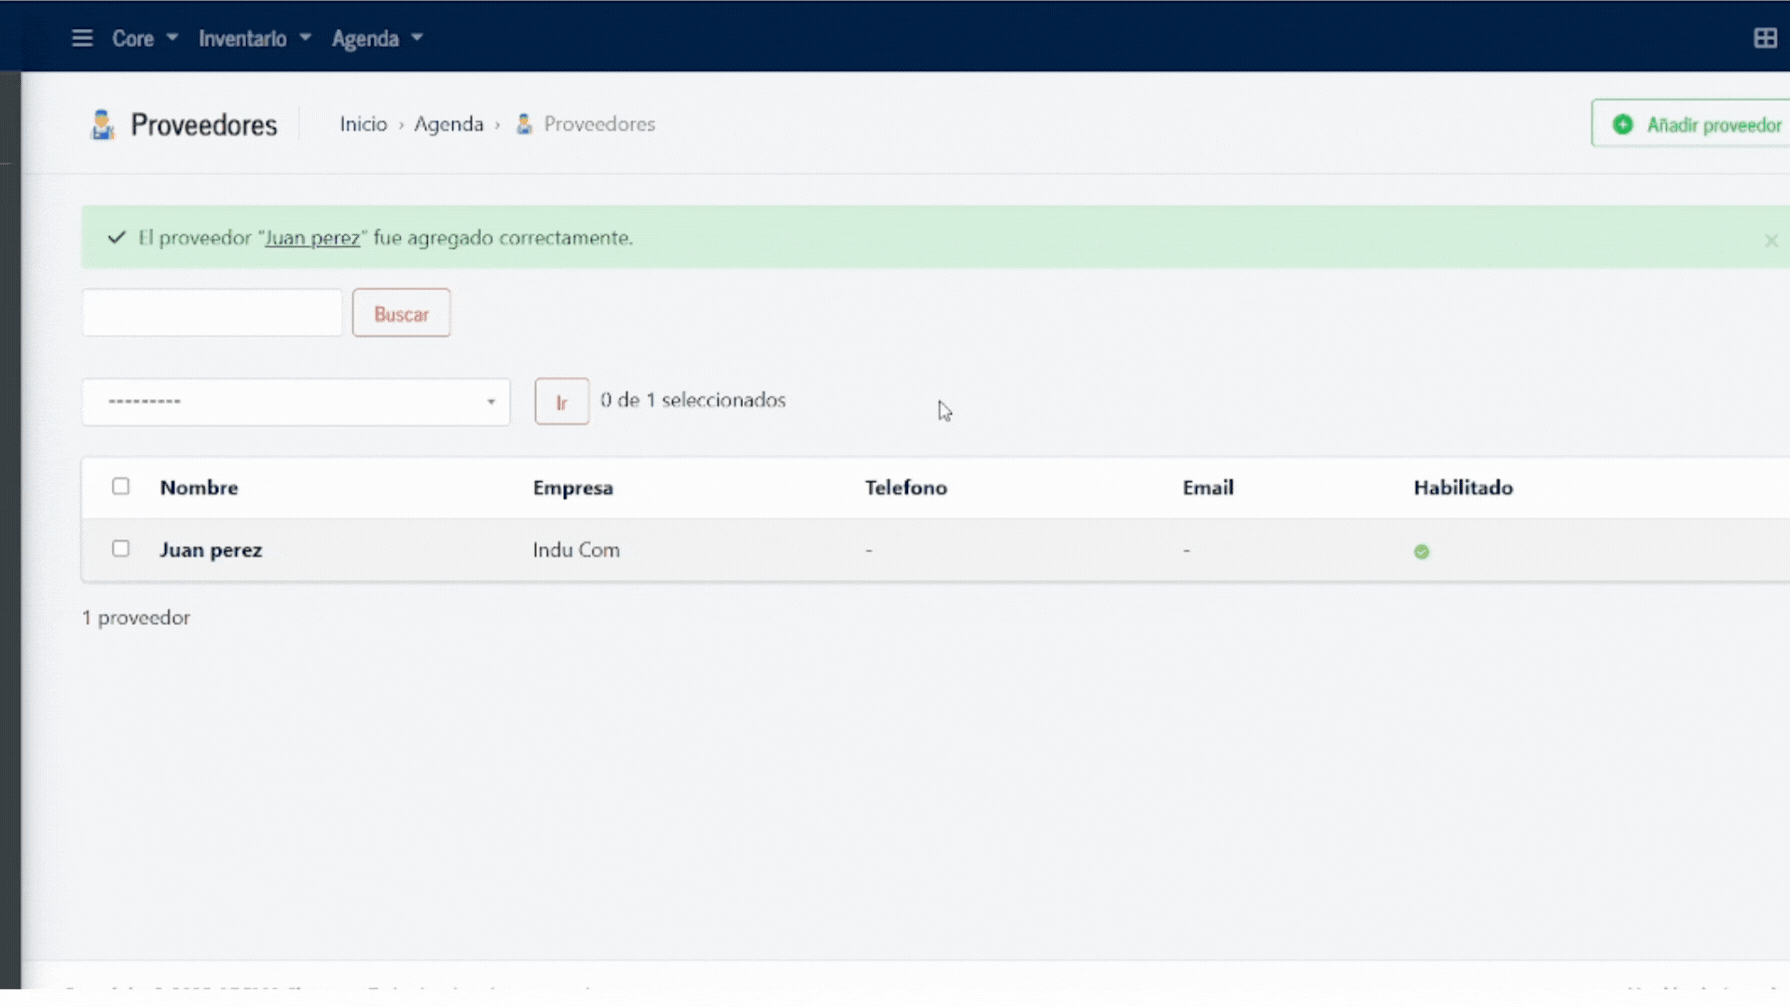 Core Inventario Agenda
Proveedores Inicio › Agenda › Proveedores Añadir proveedor
El proveedor “Juan perez” fue agregado correctamente. ×
Buscar
--------- Ir 0 de 1 seleccionados
Nombre Empresa Telefono Email Habilitado
Juan perez Indu Com - -
1 proveedor